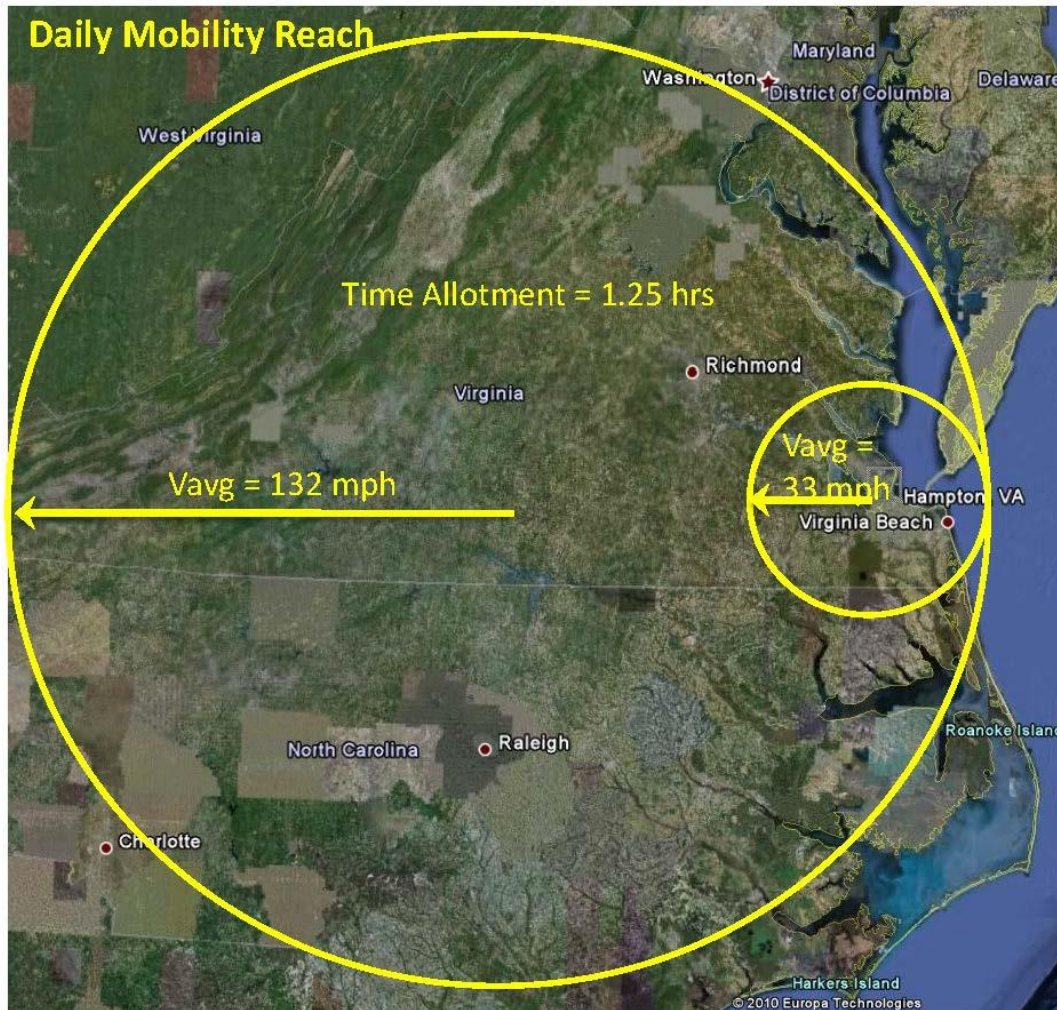 Daily Mobility Reach
Maryland
Washington
District of Columbia
Delaware
West Virginia
Time Allotment = 1.25 hrs
Richmond
Virginia
Vavg = 132 mph
Vavg =
33 mph
Hampton, VA
Virginia Beach
Roanoke Island
North Carolina
Raleigh
Charlotte
Harkers Island
© 2010 Europa Technologies